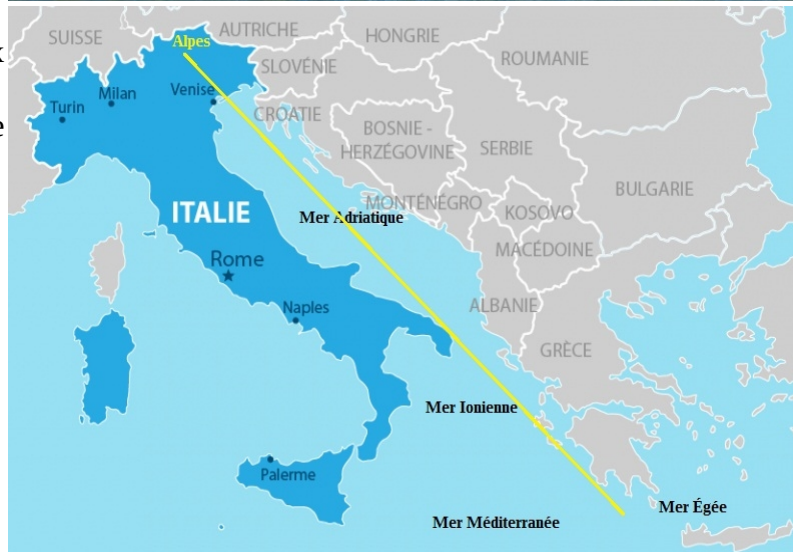 SUISSE
Alpes
AUTRICHE
HONGRIE
ROUMANIE
x
SLOVÉNIE
Turin
Milan
Venise
CROATIE
e
BOSNIE -
HERZÉGOVINE
SERBIE
BULGARIE
ITALIE
MONTÉNÉGRO
Mer Adriatique
KOSOVO
MACÉDOINE
Rome
Naples
ALBANIE
GRÈCE
Mer Ionienne
Palerme
Mer Méditerranée
Mer Égée